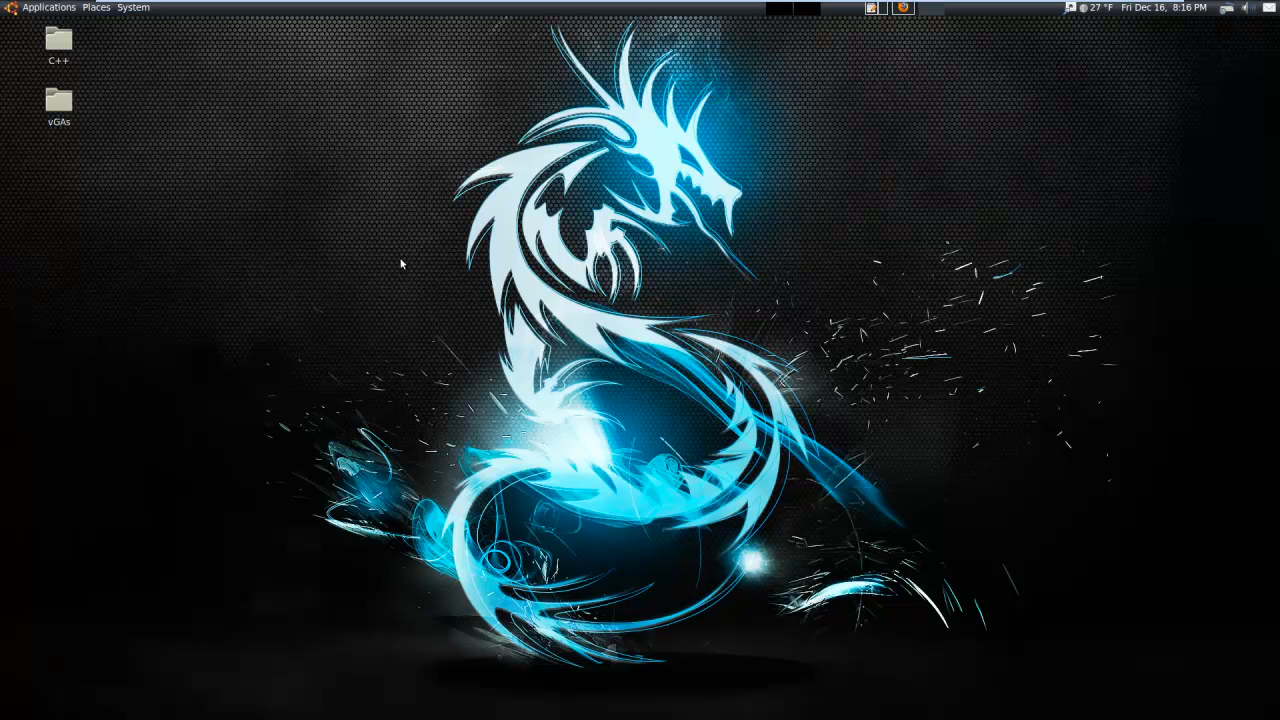 Applications Places System
27 °F Fri Dec 16, 8:16 PM
C++
vGAs